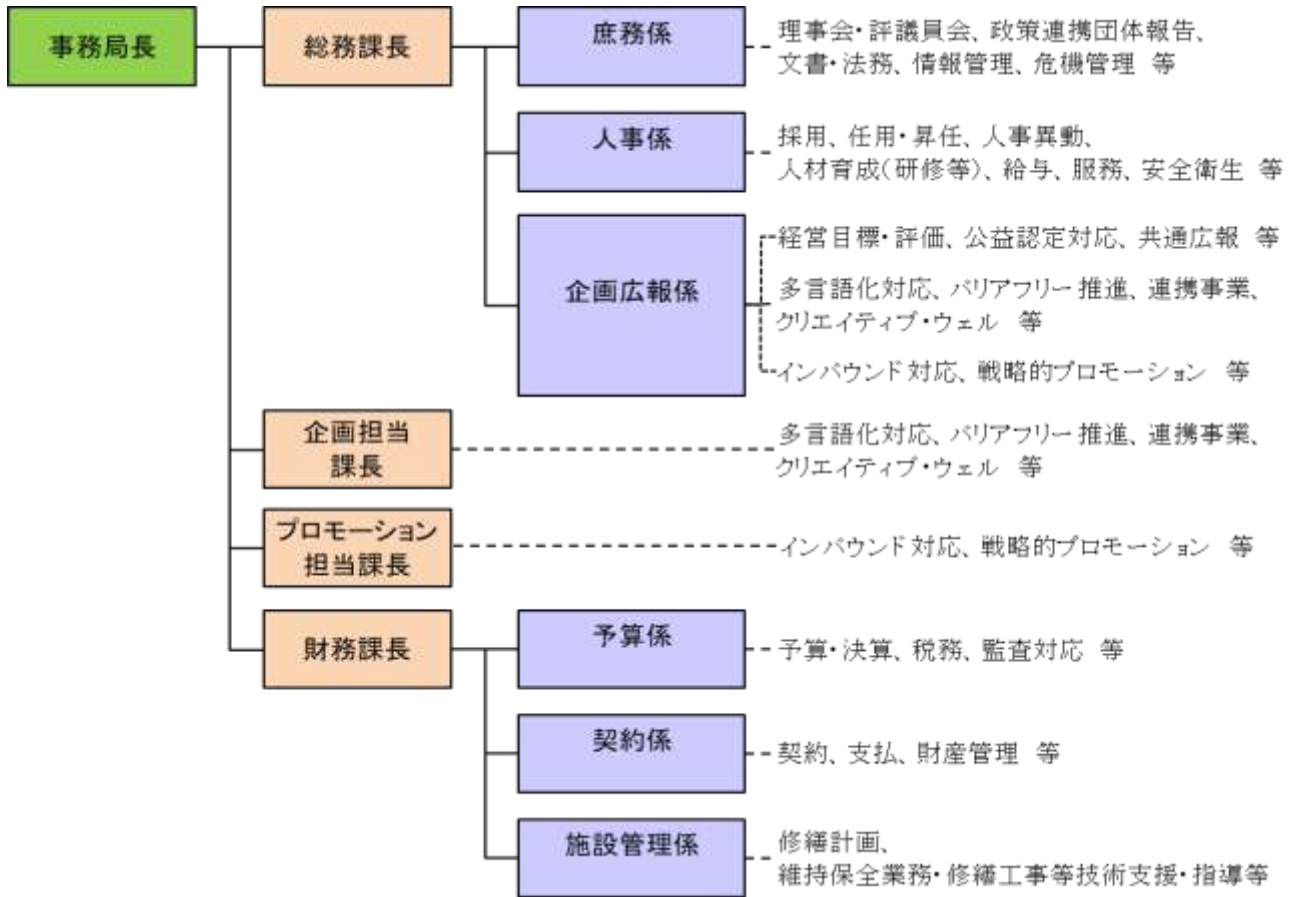 事務局長
総務課長
庶務係
理事会・評議員会、政策連携団体報告、
文書・法務、情報管理、危機管理 等
人事係
採用、任用・昇任、人事異動、
人材育成(研修等)、給与、服務、安全衛生 等
企画広報係
経営目標・評価、公益認定対応、共通広報 等
多言語化対応、バリアフリー推進、連携事業、
クリエイティブ・ウェル 等
インバウンド対応、戦略的プロモーション 等
企画担当
課長
多言語化対応、バリアフリー推進、連携事業、
クリエイティブ・ウェル 等
プロモーション
担当課長
インバウンド対応、戦略的プロモーション 等
財務課長
予算係
予算・決算、税務、監査対応 等
契約係
契約、支払、財産管理 等
施設管理係
修繕計画、
維持保全業務・修繕工事等技術支援・指導等